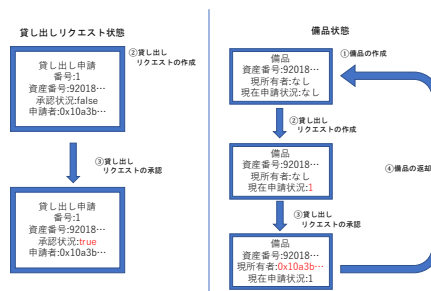 貸し出しリクエスト状態
②貸し出し
リクエストの作成
貸し出し申請
番号:1
資産番号:92018…
承認状況:false
申請者:0x10a3b…
③貸し出し
リクエストの承認
貸し出し申請
番号:1
資産番号:92018…
承認状況:true
申請者:0x10a3b…
備品状態
①備品の作成
備品
資産番号:92018…
現所有者:なし
現在申請状況:なし
②貸し出し
リクエストの作成
備品
資産番号:92018…
現所有者:なし
現在申請状況:1
④備品の返却
③貸し出し
リクエストの承認
備品
資産番号:92018…
現所有者:0x10a3b…
現在申請状況:1